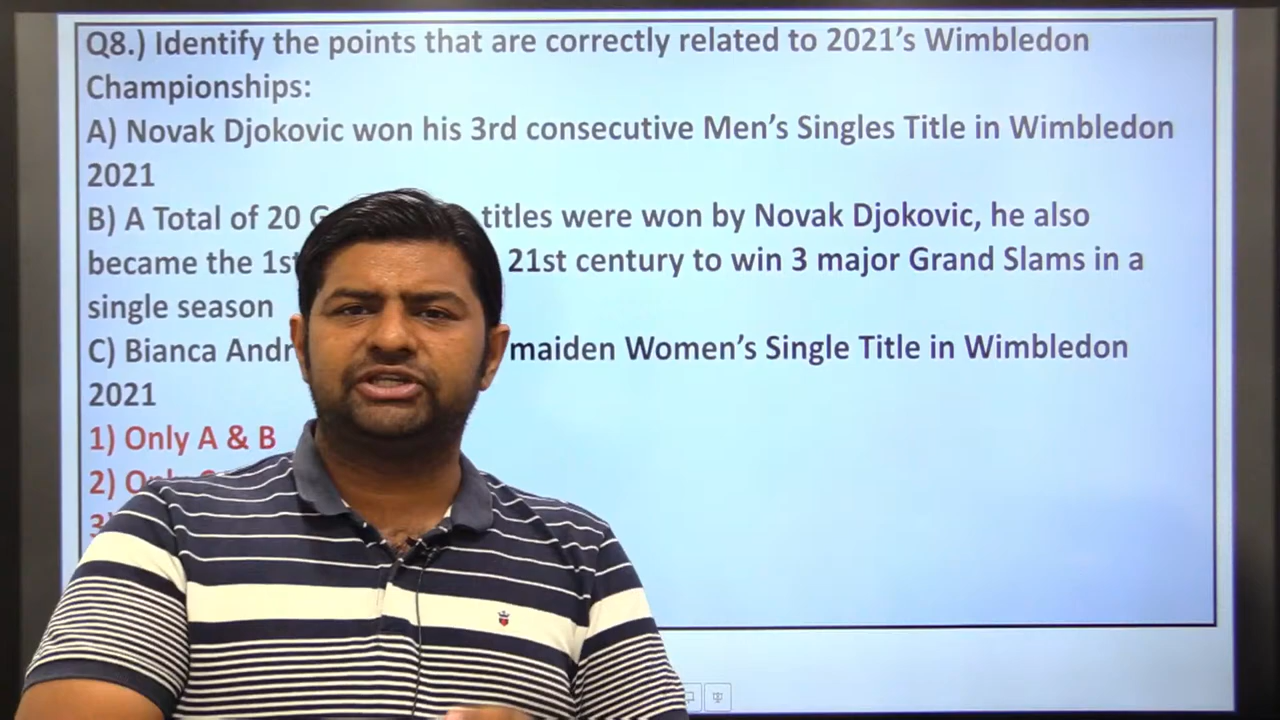 Q8.) Identify the points that are correctly related to 2021's Wimbledon
Championships:
A) Novak Djokovic won his 3rd consecutive Men's Singles Title in Wimbledon
2021
B) A Total of 20 titles were won by Novak Djokovic, he also
became the 1st 21st century to win 3 major Grand Slams in a
single season
C) Bianca maiden Women's Single Title in Wimbledon
2021
1) Only A & B
2)